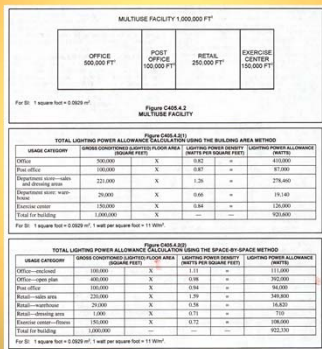 MULTIUSE FACILITY 1,000,000 FT²
OFFICE
500,000 FT²
POST
OFFICE
100,000 FT²
RETAIL
250,000 FT²
EXERCISE
CENTER
150,000 FT²
For SI: 1 square foot = 0.0929 m².
Figure C405.4.2
MULTIUSE FACILITY
Figure C405.4.2(1)
TOTAL LIGHTING POWER ALLOWANCE CALCULATION USING THE BUILDING AREA METHOD
USAGE CATEGORY GROSS CONDITIONED (LIGHTED) FLOOR AREA (SQUARE FEET) LIGHTING POWER DENSITY (WATTS PER SQUARE FEET) LIGHTING POWER ALLOWANCE (WATTS)
Office 500,000 X 0.82 = 410,000
Post office 100,000 X 0.87 = 87,000
Department store—sales and dressing areas 221,000 X 1.26 = 278,460
Department store: warehouse 29,000 X 0.66 = 19,140
Exercise center 150,000 X 0.84 = 126,000
Total for building 1,000,000 X — — 920,600
For SI: 1 square foot = 0.0929 m², 1 watt per square foot = 11 W/m².
Figure C405.4.2(2)
TOTAL LIGHTING POWER ALLOWANCE CALCULATION USING THE SPACE-BY-SPACE METHOD
USAGE CATEGORY GROSS CONDITIONED (LIGHTED) FLOOR AREA (SQUARE FEET) LIGHTING POWER DENSITY (WATTS PER SQUARE FEET) LIGHTING POWER ALLOWANCE (WATTS)
Office—enclosed 100,000 X 1.11 = 111,000
Office—open plan 400,000 X 0.98 = 392,000
Post office 100,000 X 0.94 = 94,000
Retail—sales area 220,000 X 1.59 = 349,800
Retail—warehouse 29,000 X 0.58 = 16,820
Retail—dressing area 1,000 X 0.71 = 710
Exercise center—fitness 150,000 X 0.72 = 108,000
Total for building 1,000,000 — — — 922,330
For SI: 1 square foot = 0.0929 m², 1 watt per square foot = 11 W/m².